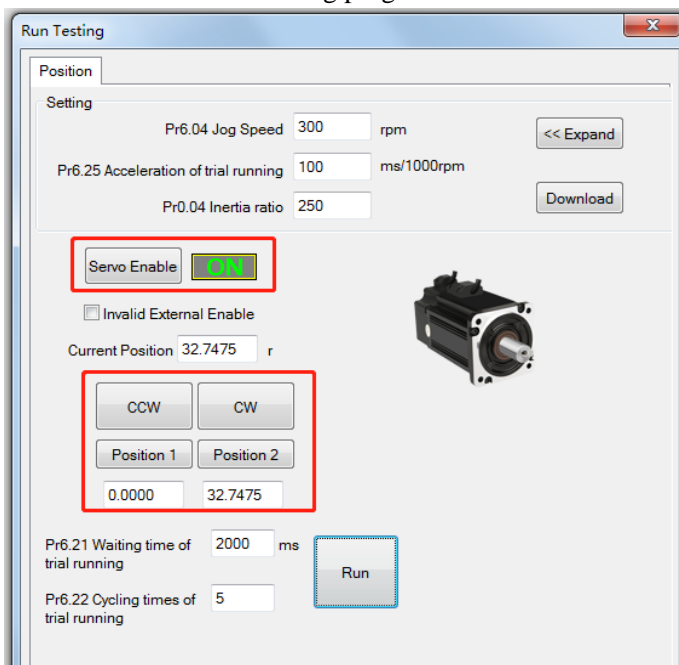 Run Testing
Position
Setting
Pr6.04 Jog Speed 300 rpm
<< Expand
Pr6.25 Acceleration of trial running 100 ms/1000rpm
Pr0.04 Inertia ratio 250
Download
Servo Enable ON
Invalid External Enable
Current Position 32.7475 r
CCW CW
Position 1 Position 2
0.0000 32.7475
Pr6.21 Waiting time of
trial running
2000 ms
Run
Pr6.22 Cycling times of
trial running
5